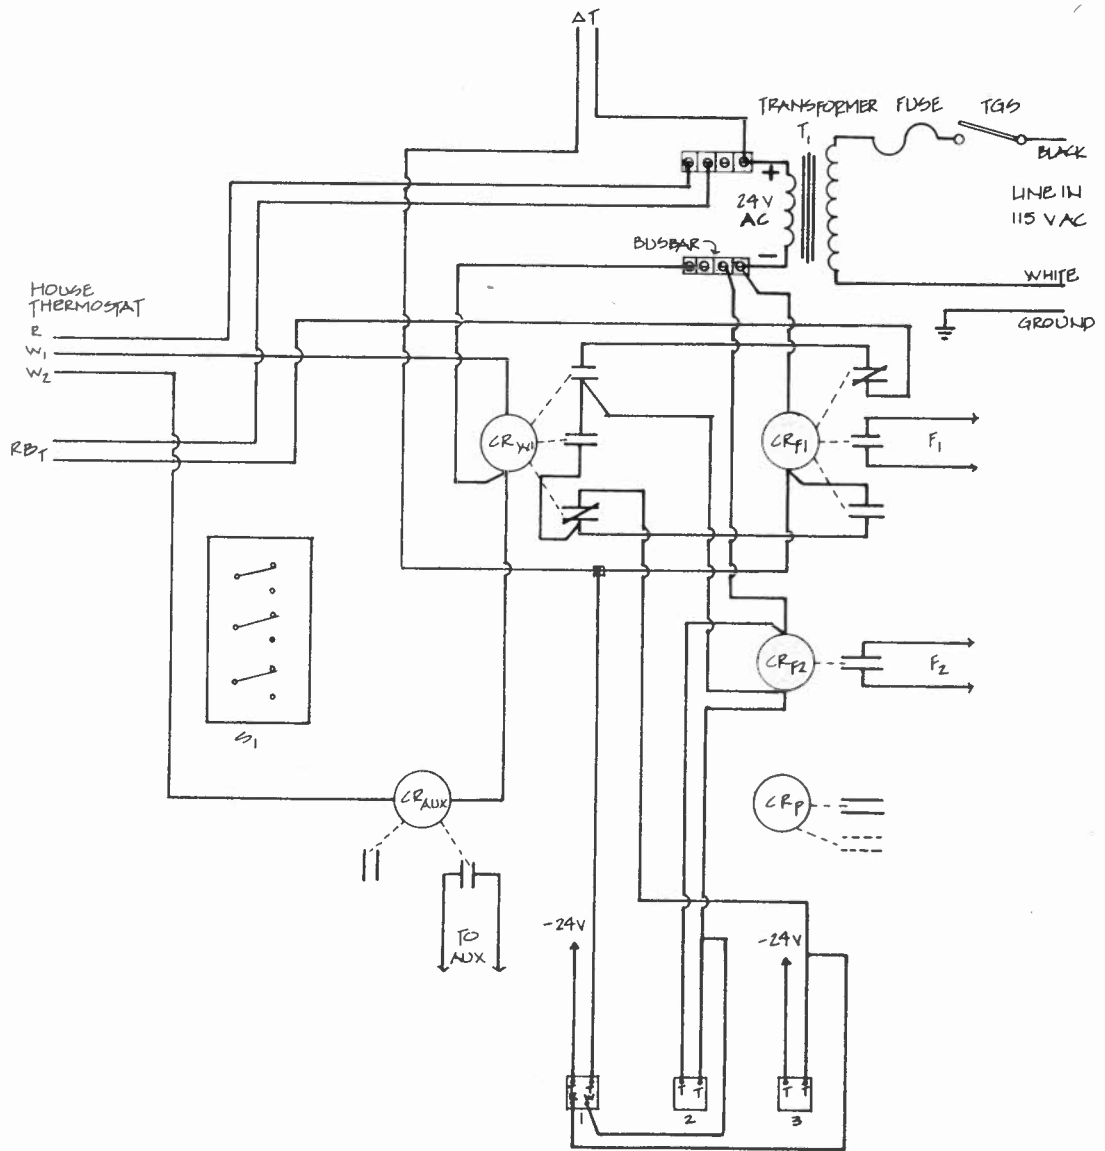 ΔT
TRANSFORMER
T1
FUSE
TGS
BLACK
LINE IN
115 VAC
WHITE
GROUND
+
24V
AC
−
BUSBAR
HOUSE
THERMOSTAT
R
W1
W2
RBT
CRW1
CRF1
F1
CRF2
F2
S1
CRAUX
CRP
TO
AUX
-24V
-24V
T T
T T
1
2
3